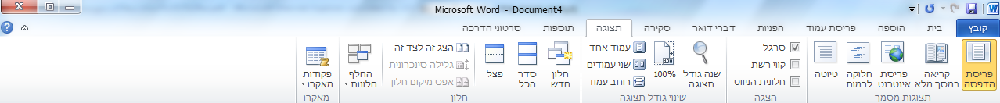 Microsoft Word - Document4
קובץ בית הוספה פריסת עמוד הפניות דברי דואר סקירה תצוגה תוספות סרטוני הדרכה
פריסת הדפסה
קריאה במסך מלא
פריסת אינטרנט
חלוקה לרמות
טיוטה
תצוגות מסמך
סרגל
קווי רשת
חלונית הניווט
הצגה
שנה גודל תצוגה
100
100%
עמוד אחד
שני עמודים
רוחב עמוד
שינוי גודל תצוגה
חלון חדש
סדר הכל
פצל
הצג זה לצד זה
גלילה סינכרונית
אפס מיקום חלון
החלף חלונות
חלון
פקודות מאקרו
מאקרו